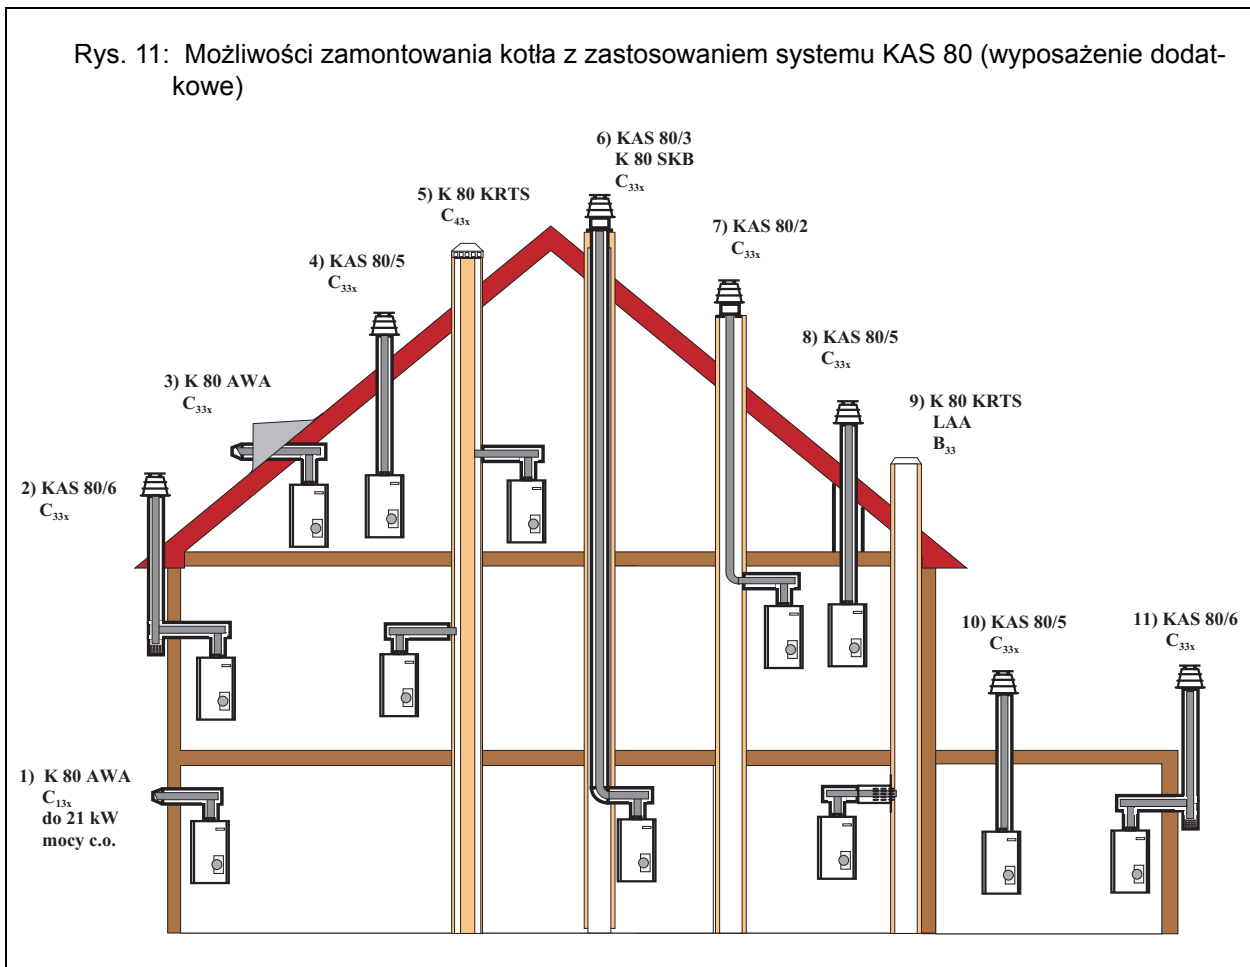 Rys. 11: Możliwości zamontowania kotła z zastosowaniem systemu KAS 80 (wyposażenie dodat-
kowe)
6) KAS 80/3
K 80 SKB
C33x
5) K 80 KRTS
C43x
7) KAS 80/2
C33x
4) KAS 80/5
C33x
8) KAS 80/5
C33x
3) K 80 AWA
C33x
9) K 80 KRTS
LAA
B33
2) KAS 80/6
C33x
10) KAS 80/5
C33x
11) KAS 80/6
C33x
1) K 80 AWA
C13x
do 21 kW
mocy c.o.